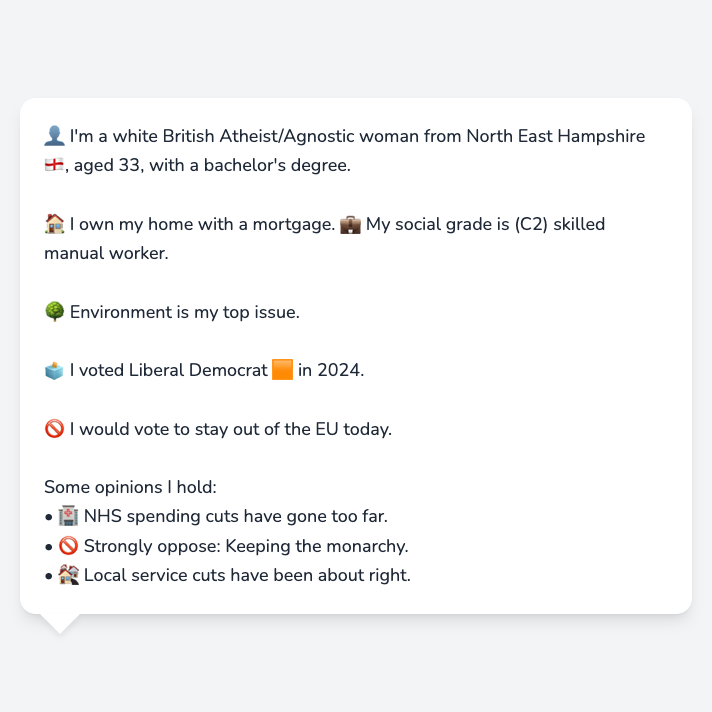 👤 I'm a white British Atheist/Agnostic woman from North East Hampshire
🏴󠁧󠁢󠁥󠁮󠁧󠁿, aged 33, with a bachelor's degree.
🏠 I own my home with a mortgage. 💼 My social grade is (C2) skilled
manual worker.
🌳 Environment is my top issue.
🗳️ I voted Liberal Democrat 🟧 in 2024.
🚫 I would vote to stay out of the EU today.
Some opinions I hold:
• 🏥 NHS spending cuts have gone too far.
• 🚫 Strongly oppose: Keeping the monarchy.
• 🏘️ Local service cuts have been about right.